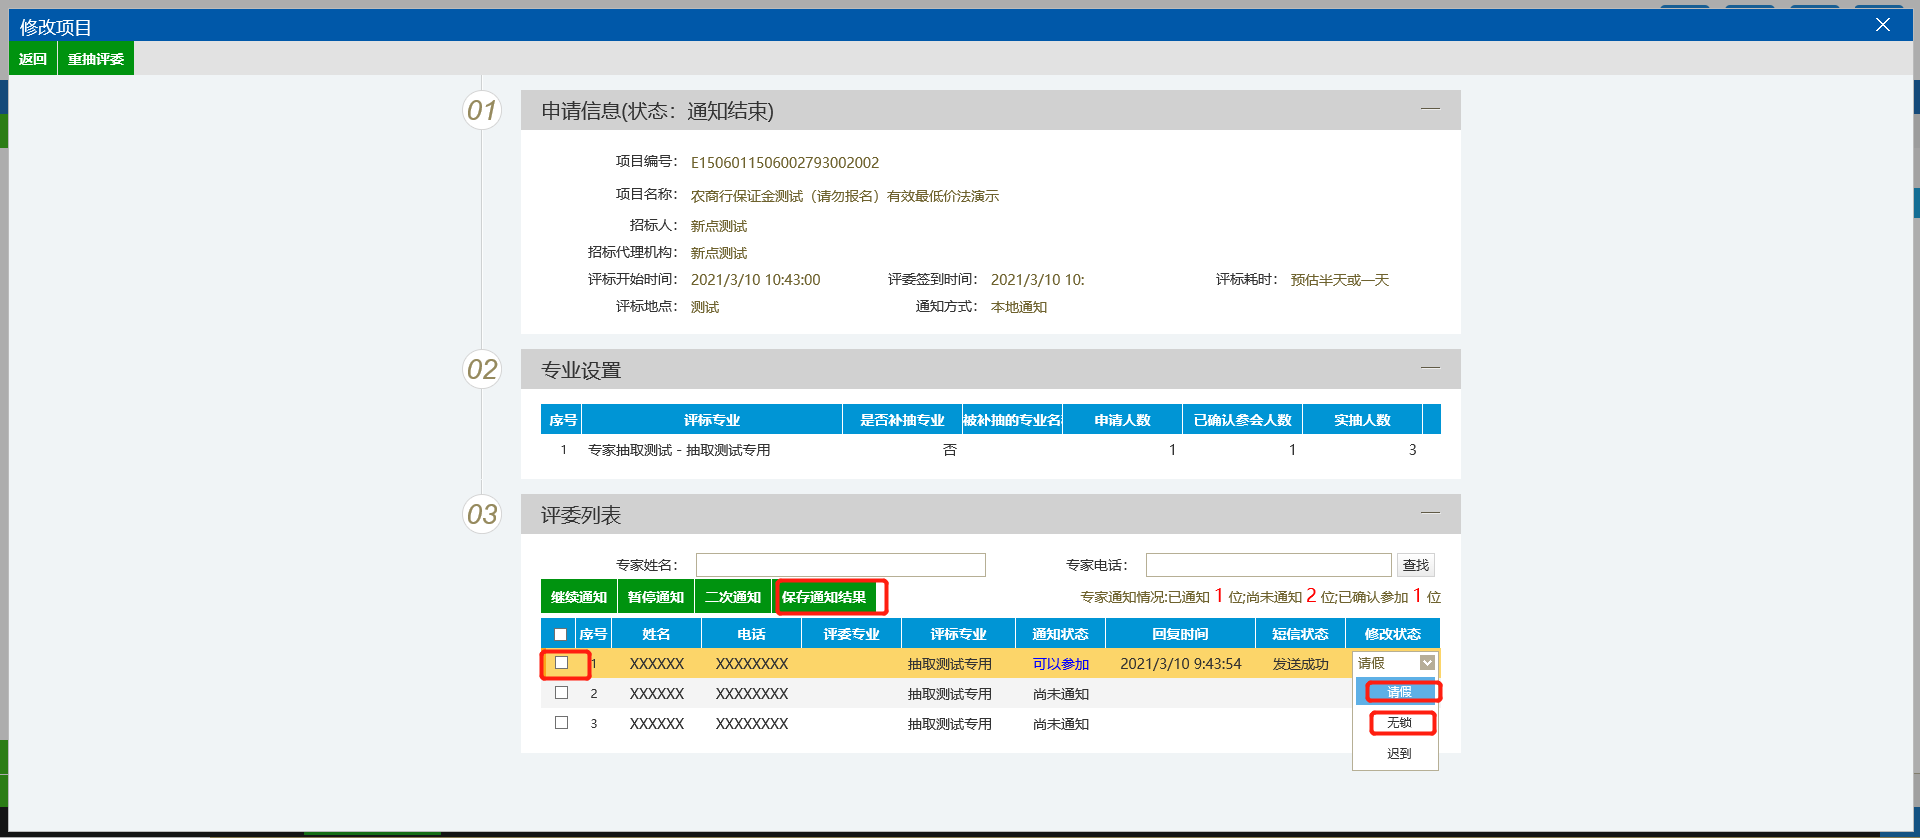 修改项目
返回 重抽评委
01 申请信息(状态：通知结束)
项目编号： E1506011506002793002002
项目名称： 农商行保证金测试（请勿报名）有效最低价法演示
招标人： 新点测试
招标代理机构： 新点测试
评标开始时间： 2021/3/10 10:43:00 评委签到时间： 2021/3/10 10: 评标耗时： 预估半天或一天
评标地点： 测试 通知方式： 本地通知
02 专业设置
序号 评标专业 是否补抽专业 被补抽的专业名 申请人数 已确认参会人数 实抽人数
1 专家抽取测试 - 抽取测试专用 否 1 1 3
03 评委列表
专家姓名： 专家电话： 查找
继续通知 暂停通知 二次通知 保存通知结果 专家通知情况:已通知 1 位;尚未通知 2 位;已确认参加 1 位
序号 姓名 电话 评委专业 评标专业 通知状态 回复时间 短信状态 修改状态
1 XXXXXX XXXXXXXX 抽取测试专用 可以参加 2021/3/10 9:43:54 发送成功 请假
2 XXXXXX XXXXXXXX 抽取测试专用 尚未通知 请假
3 XXXXXX XXXXXXXX 抽取测试专用 尚未通知 无锁
迟到